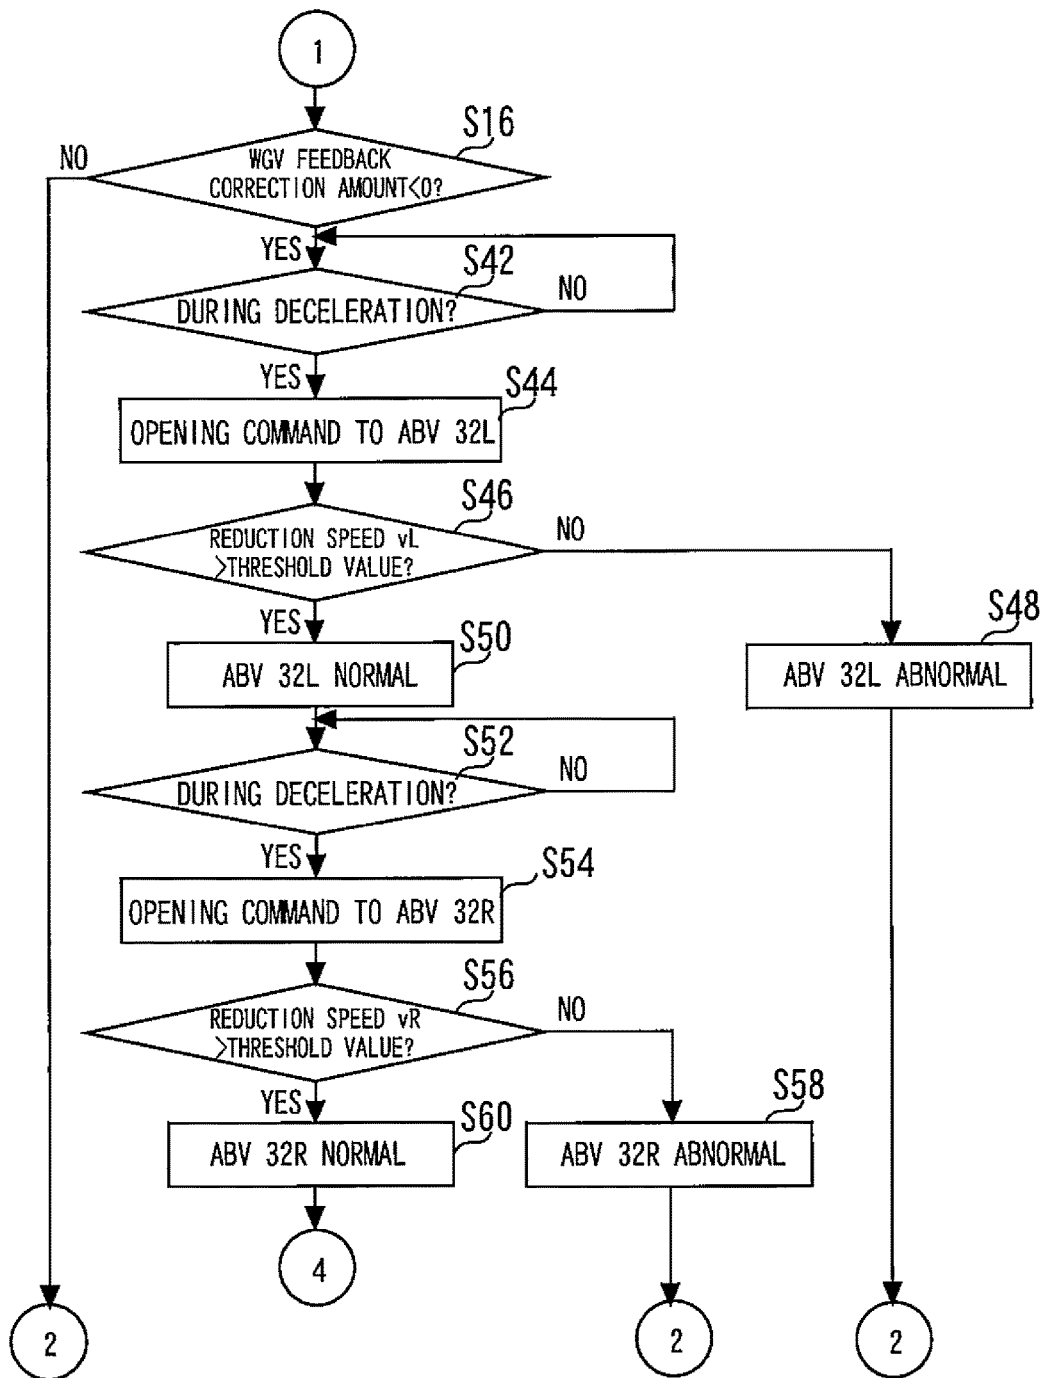 1
S16
NO
WGV FEEDBACK
CORRECTION AMOUNT<0?
YES
S42
NO
DURING DECELERATION?
YES
S44
OPENING COMMAND TO ABV 32L
S46
NO
REDUCTION SPEED vL
>THRESHOLD VALUE?
YES
S50
S48
ABV 32L NORMAL
ABV 32L ABNORMAL
S52
NO
DURING DECELERATION?
YES
S54
OPENING COMMAND TO ABV 32R
S56
NO
REDUCTION SPEED vR
>THRESHOLD VALUE?
YES
S60
S58
ABV 32R NORMAL
ABV 32R ABNORMAL
4
2
2
2